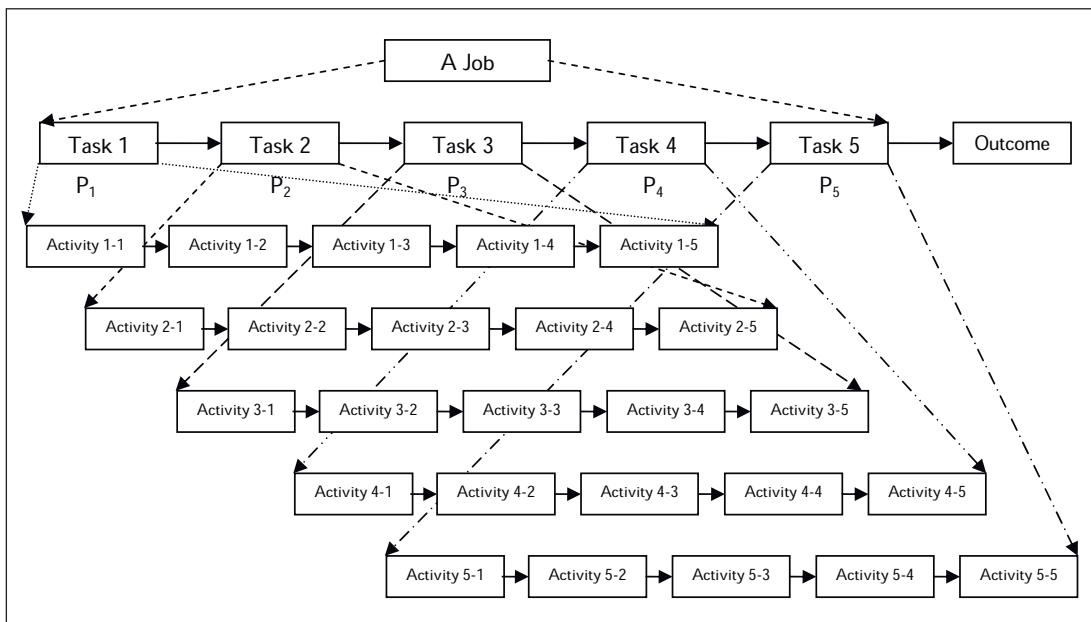 A Job
Task 1 Task 2 Task 3 Task 4 Task 5 Outcome
P1 P2 P3 P4 P5
Activity 1-1 Activity 1-2 Activity 1-3 Activity 1-4 Activity 1-5
Activity 2-1 Activity 2-2 Activity 2-3 Activity 2-4 Activity 2-5
Activity 3-1 Activity 3-2 Activity 3-3 Activity 3-4 Activity 3-5
Activity 4-1 Activity 4-2 Activity 4-3 Activity 4-4 Activity 4-5
Activity 5-1 Activity 5-2 Activity 5-3 Activity 5-4 Activity 5-5